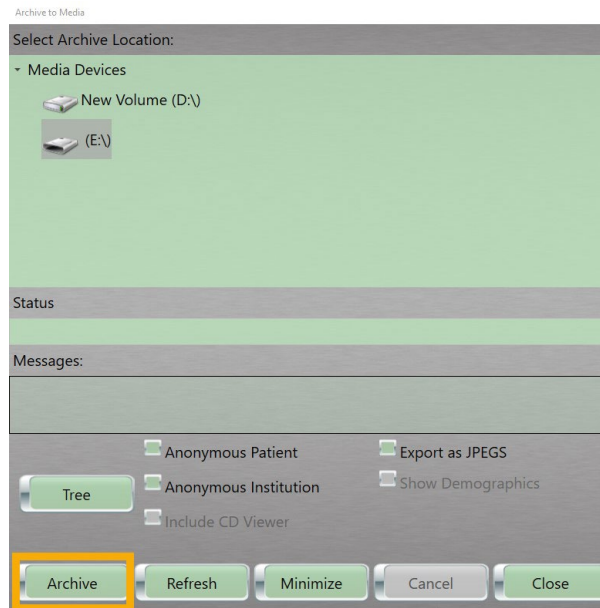 Archive to Media
Select Archive Location:
Media Devices
New Volume (D:\)
(E:\)
Status
Messages:
Anonymous Patient
Export as JPEGS
Tree
Anonymous Institution
Show Demographics
Include CD Viewer
Archive
Refresh
Minimize
Cancel
Close